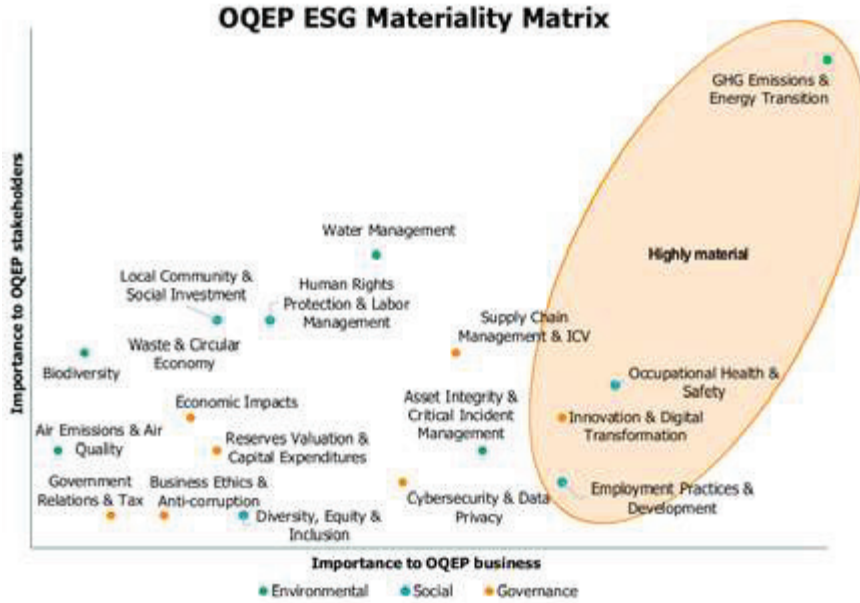 OQEP ESG Materiality Matrix
GHG Emissions &
Energy Transition
Importance to OQEP stakeholders
Water Management
Highly material
Local Community &
Social Investment
Human Rights
Protection & Labor
Management
Supply Chain
Management & ICV
Waste & Circular
Economy
Biodiversity
Occupational Health &
Safety
Economic Impacts
Asset Integrity &
Critical Incident
Management
Innovation & Digital
Transformation
Air Emissions & Air
Quality
Reserves Valuation &
Capital Expenditures
Government
Relations & Tax
Business Ethics &
Anti-corruption
Cybersecurity & Data
Privacy
Employment Practices &
Development
Diversity, Equity &
Inclusion
Importance to OQEP business
Environmental
Social
Governance